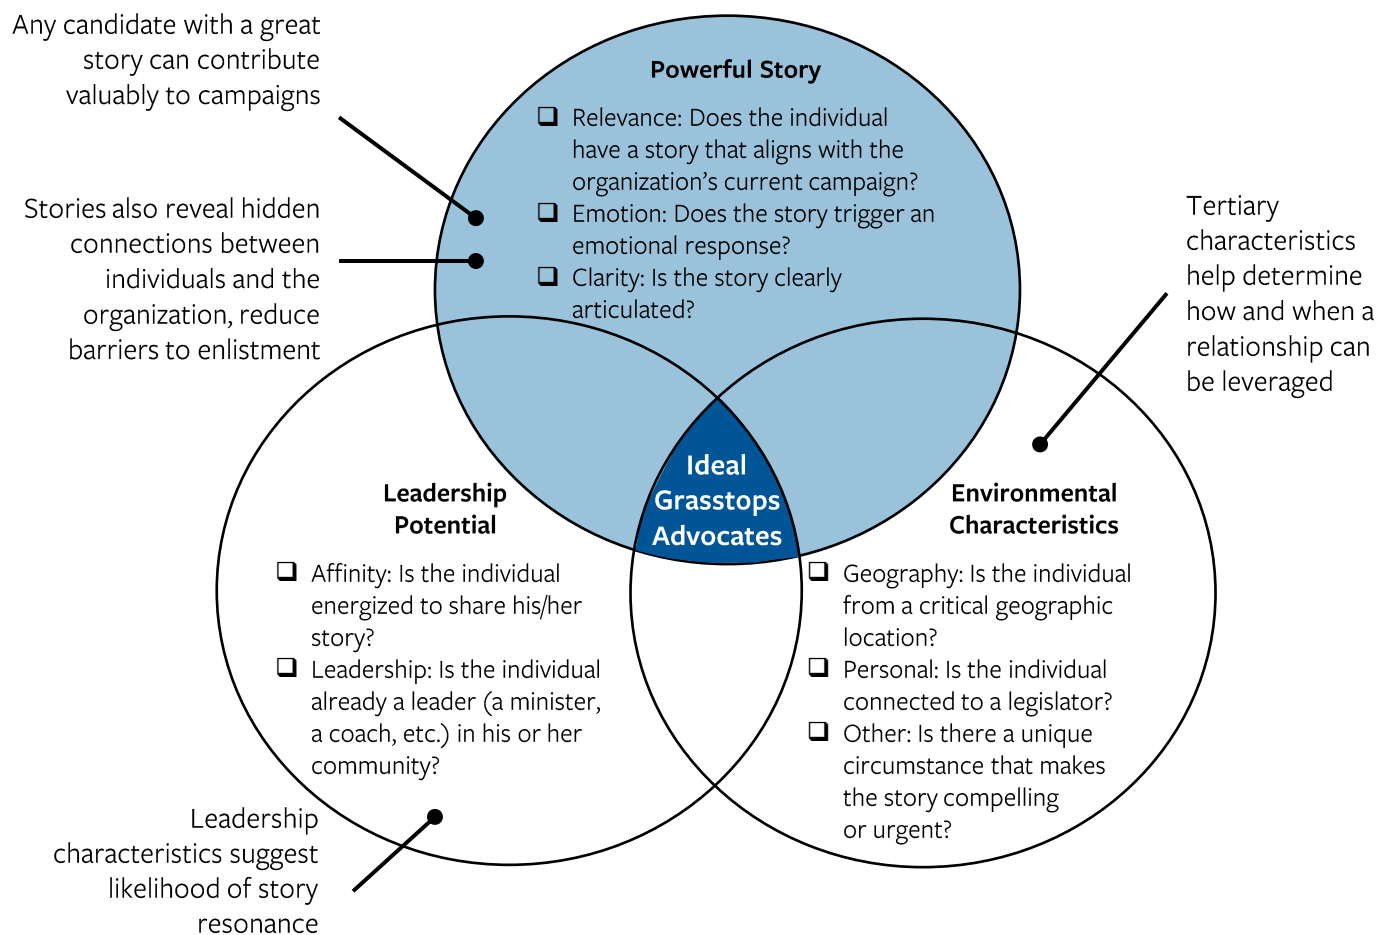 Any candidate with a great
story can contribute
valuably to campaigns
Stories also reveal hidden
connections between
individuals and the
organization, reduce
barriers to enlistment
Powerful Story
❑ Relevance: Does the individual
have a story that aligns with the
organization’s current campaign?
❑ Emotion: Does the story trigger an
emotional response?
❑ Clarity: Is the story clearly
articulated?
Tertiary
characteristics
help determine
how and when a
relationship can
be leveraged
Ideal
Grasstops
Advocates
Leadership
Potential
❑ Affinity: Is the individual
energized to share his/her
story?
❑ Leadership: Is the individual
already a leader (a minister,
a coach, etc.) in his or her
community?
Environmental
Characteristics
❑ Geography: Is the individual
from a critical geographic
location?
❑ Personal: Is the individual
connected to a legislator?
❑ Other: Is there a unique
circumstance that makes
the story compelling
or urgent?
Leadership
characteristics suggest
likelihood of story
resonance